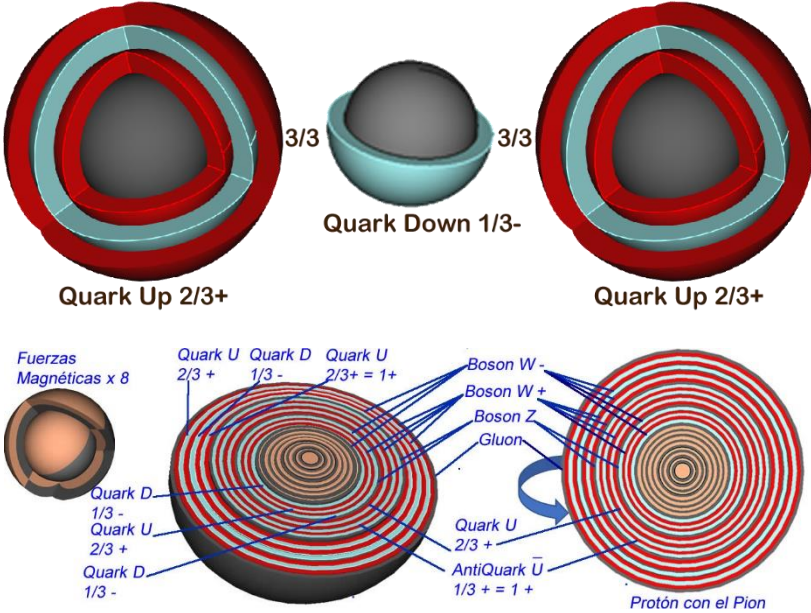 3/3
3/3
Quark Down 1/3-
Quark Up 2/3+
Quark Up 2/3+
Fuerzas
Magnéticas x 8
Quark U
2/3 +
Quark D
1/3 -
Quark U
2/3+ = 1+
Boson W -
Boson W +
Boson Z
Gluon
Quark D
1/3 -
Quark U
2/3 +
Quark D
1/3 -
Quark U
2/3 +
AntiQuark U̅
1/3 + = 1 +
Protón con el Pion